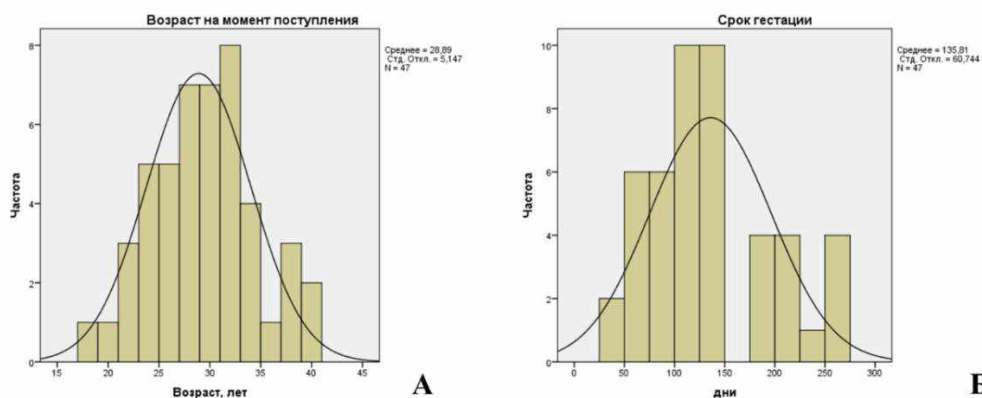 Возраст на момент поступления
Среднее = 28,89
Стд. Откл. = 5,147
N = 47
Частота
8
6
4
2
0
15 20 25 30 35 40 45
Возраст, лет
А
Срок гестации
Среднее = 135,81
Стд. Откл. = 60,744
N = 47
Частота
10
8
6
4
2
0
0 50 100 150 200 250 300
дни
Б